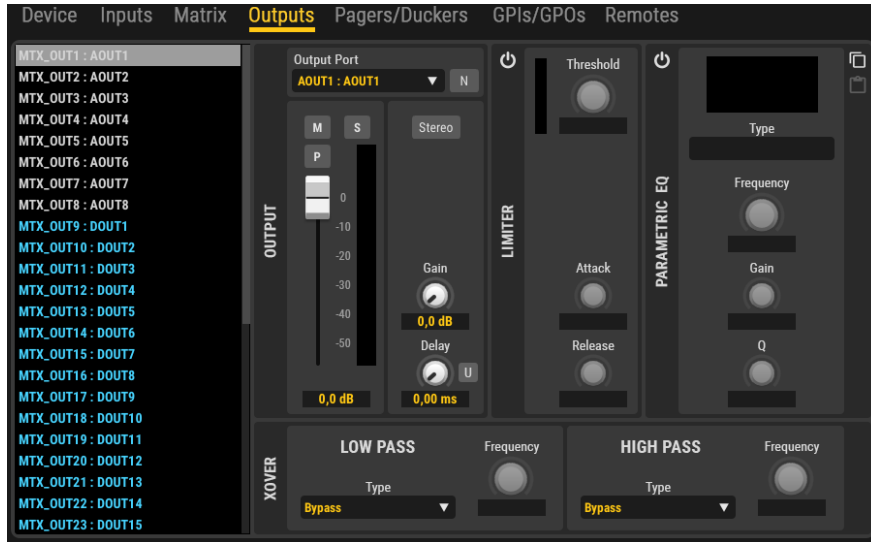 Device Inputs Matrix Outputs Pagers/Duckers GPIs/GPOs Remotes
MTX_OUT1 : AOUT1
MTX_OUT2 : AOUT2
MTX_OUT3 : AOUT3
MTX_OUT4 : AOUT4
MTX_OUT5 : AOUT5
MTX_OUT6 : AOUT6
MTX_OUT7 : AOUT7
MTX_OUT8 : AOUT8
MTX_OUT9 : DOUT1
MTX_OUT10 : DOUT2
MTX_OUT11 : DOUT3
MTX_OUT12 : DOUT4
MTX_OUT13 : DOUT5
MTX_OUT14 : DOUT6
MTX_OUT15 : DOUT7
MTX_OUT16 : DOUT8
MTX_OUT17 : DOUT9
MTX_OUT18 : DOUT10
MTX_OUT19 : DOUT11
MTX_OUT20 : DOUT12
MTX_OUT21 : DOUT13
MTX_OUT22 : DOUT14
MTX_OUT23 : DOUT15
OUTPUT
Output Port
AOUT1 : AOUT1 N
M S Stereo
P
0
-10
-20
-30
-40
-50
0,0 dB
Gain
0,0 dB
Delay
U
0,00 ms
LIMITER
Threshold
Attack
Release
PARAMETRIC EQ
Type
Frequency
Gain
Q
XOVER
LOW PASS Frequency
Type
Bypass
HIGH PASS Frequency
Type
Bypass